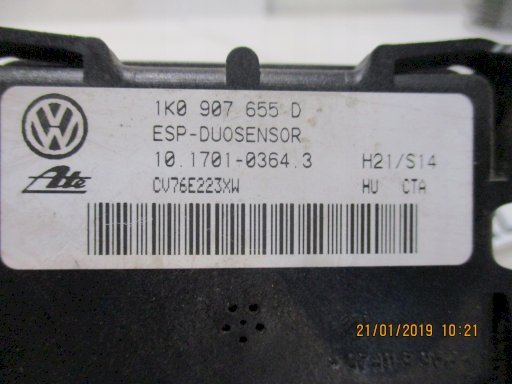 1K0 907 655 D
ESP-DUOSENSOR
10.1701-0364.3 H21/S14
Ate CV76E223XW HU CTA
21/01/2019 10:21